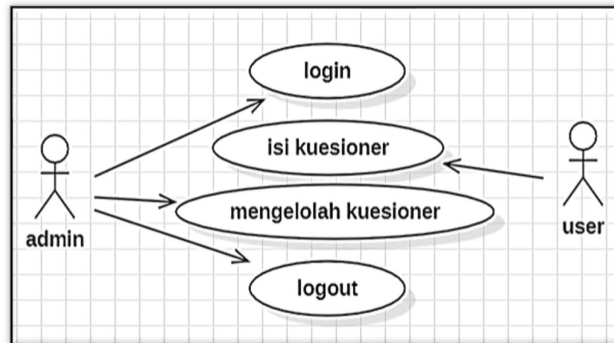 login
isi kuesioner
mengelolah kuesioner
admin
user
logout